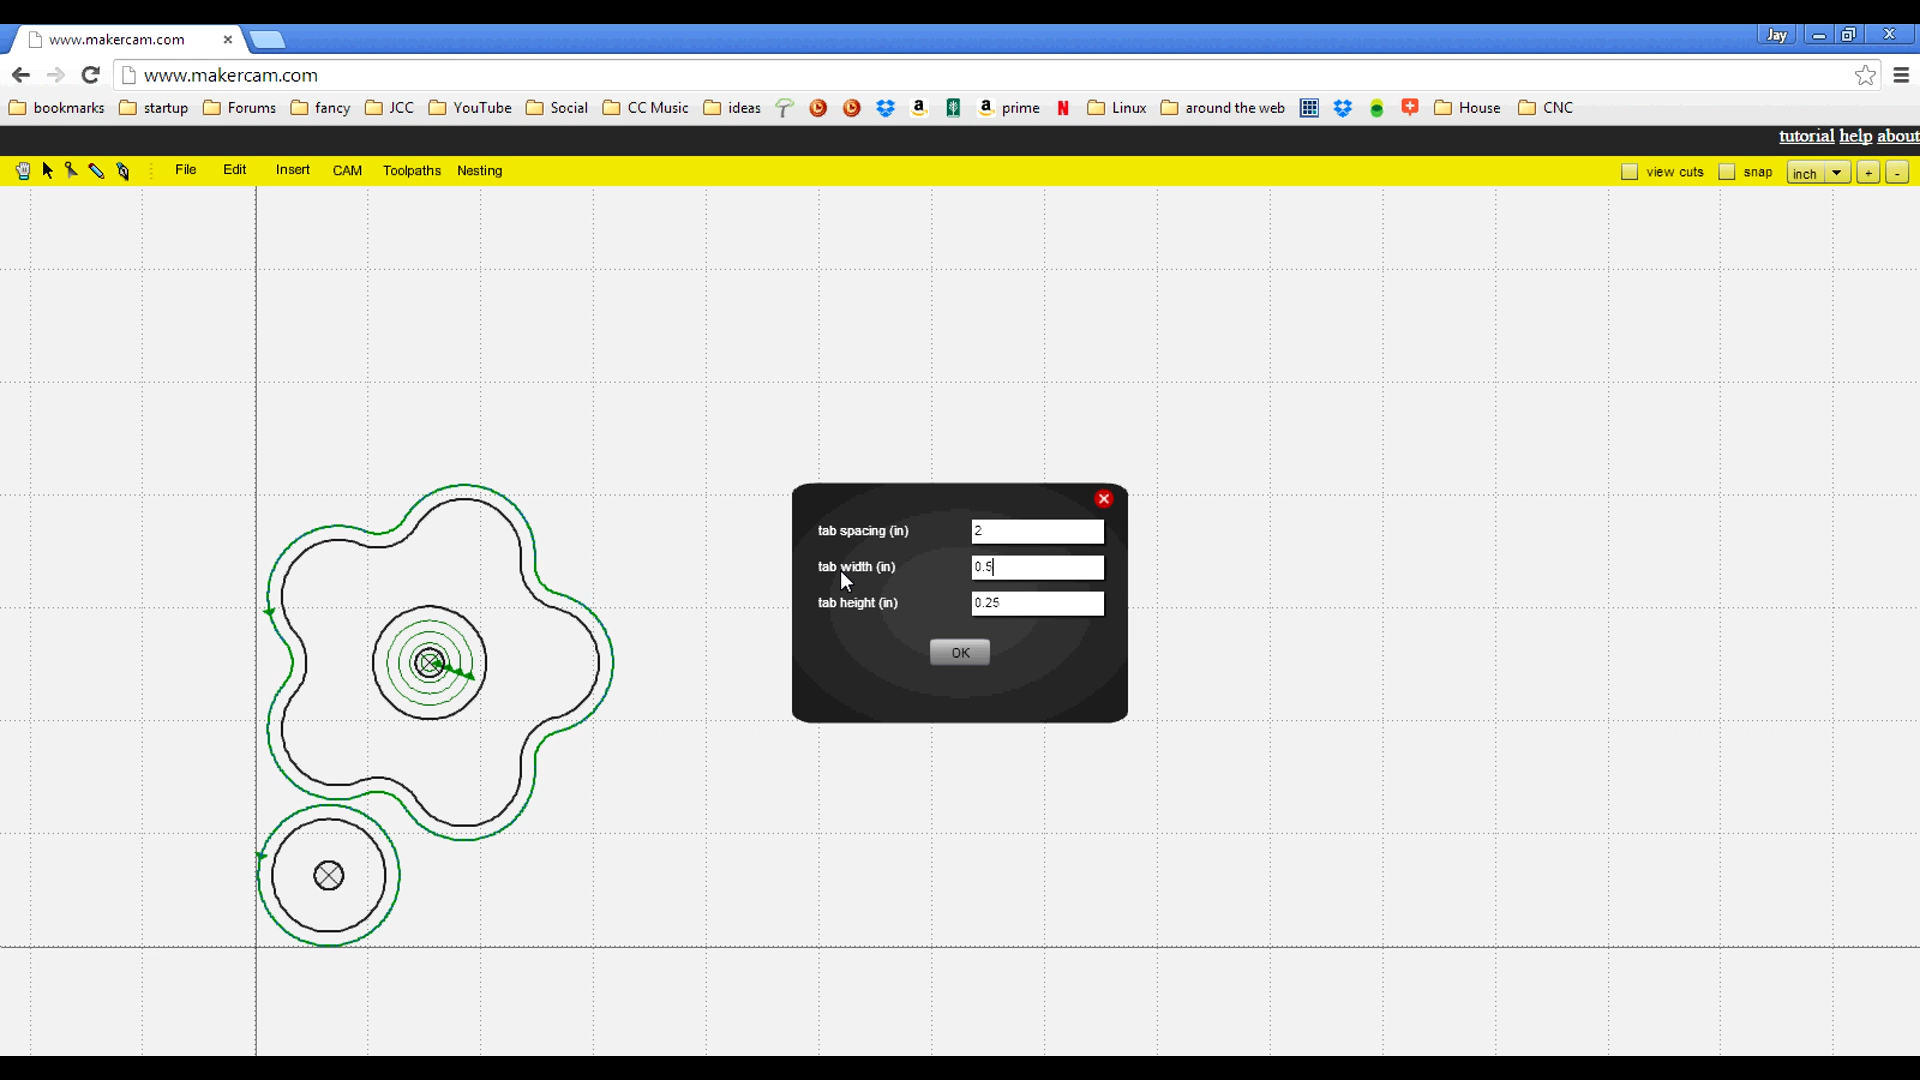 www.makercam.com
Jay
www.makercam.com
bookmarks startup Forums fancy JCC YouTube Social CC Music ideas a a prime N Linux around the web House CNC
tutorial help about
File Edit Insert CAM Toolpaths Nesting view cuts snap inch + -
tab spacing (in) 2
tab width (in) 0.5
tab height (in) 0.25
OK